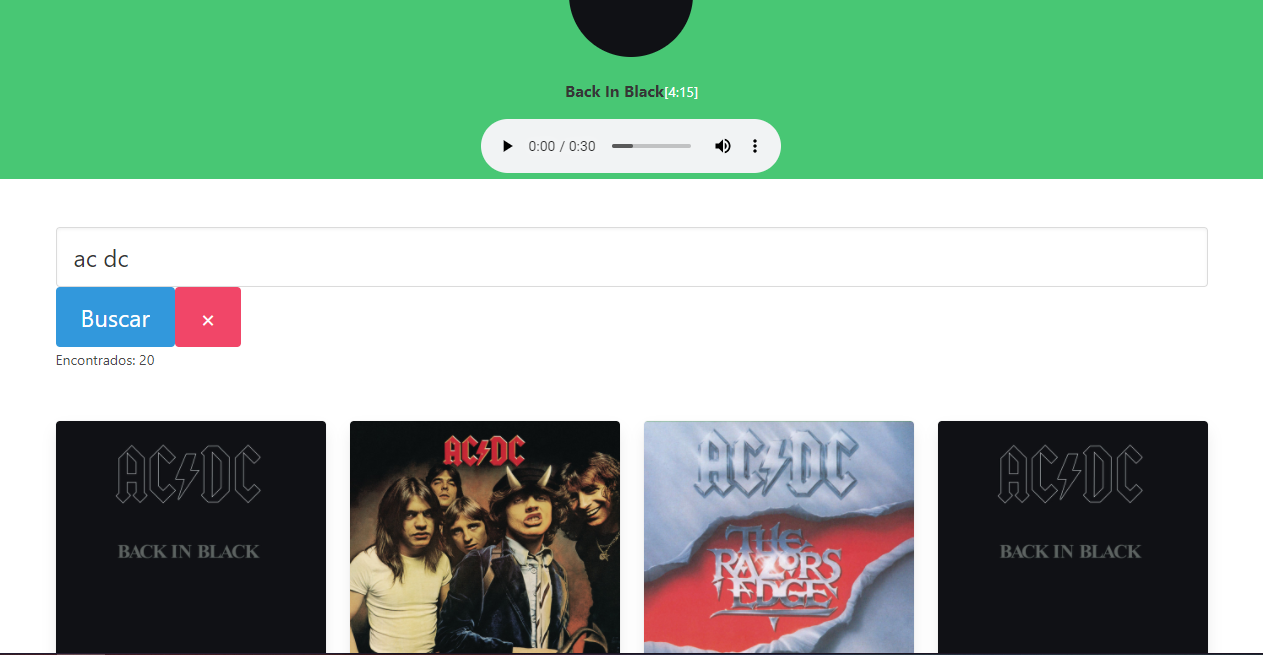 Back In Black[4:15]
0:00 / 0:30
ac dc
Buscar ×
Encontrados: 20
AC DC
BACK IN BLACK
AC DC
AC DC
THE
RAZORS
EDGE
AC DC
BACK IN BLACK